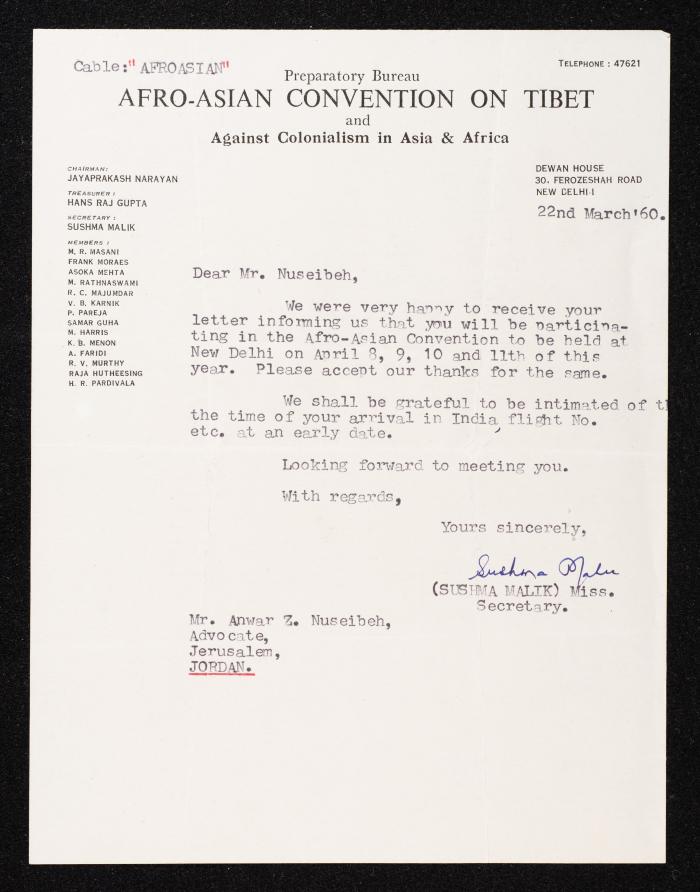 Cable:" AFROASIAN"
TELEPHONE : 47621
Preparatory Bureau
AFRO-ASIAN CONVENTION ON TIBET
and
Against Colonialism in Asia & Africa
CHAIRMAN:
JAYAPRAKASH NARAYAN
TREASURER :
HANS RAJ GUPTA
SECRETARY :
SUSHMA MALIK
MEMBERS :
M. R. MASANI
FRANK MORAES
ASOKA MEHTA
M. RATHNASWAMI
R. C. MAJUMDAR
V. B. KARNIK
P. PAREJA
SAMAR GUHA
M. HARRIS
K. B. MENON
A. FARIDI
R. V. MURTHY
RAJA HUTHEESING
H. R. PARDIVALA
DEWAN HOUSE
30. FEROZESHAH ROAD
NEW DELHI-1
22nd March'60.
Dear Mr. Nuseibeh,
We were very happy to receive your
letter informing us that you will be participa-
ting in the Afro-Asian Convention to be held at
New Delhi on April 8, 9, 10 and 11th of this
year. Please accept our thanks for the same.
We shall be grateful to be intimated of th
the time of your arrival in India flight No.
etc. at an early date.
Looking forward to meeting you.
With regards,
Yours sincerely,
Sushma Malik
(SUSHMA MALIK) Miss.
Secretary.
Mr. Anwar Z. Nuseibeh,
Advocate,
Jerusalem,
JORDAN.